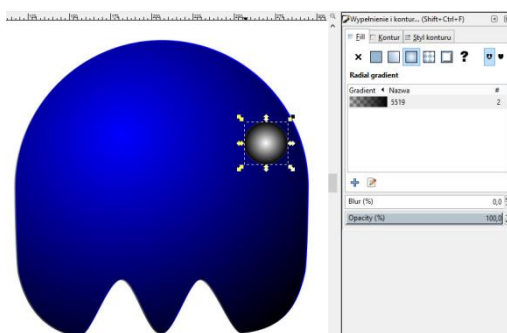 Wypełnienie i kontur... (Shift+Ctrl+F)
Fill Kontur Styl konturu
Radial gradient
Gradient Nazwa #
5519 2
Blur (%) 0,0
Opacity (%) 100,0